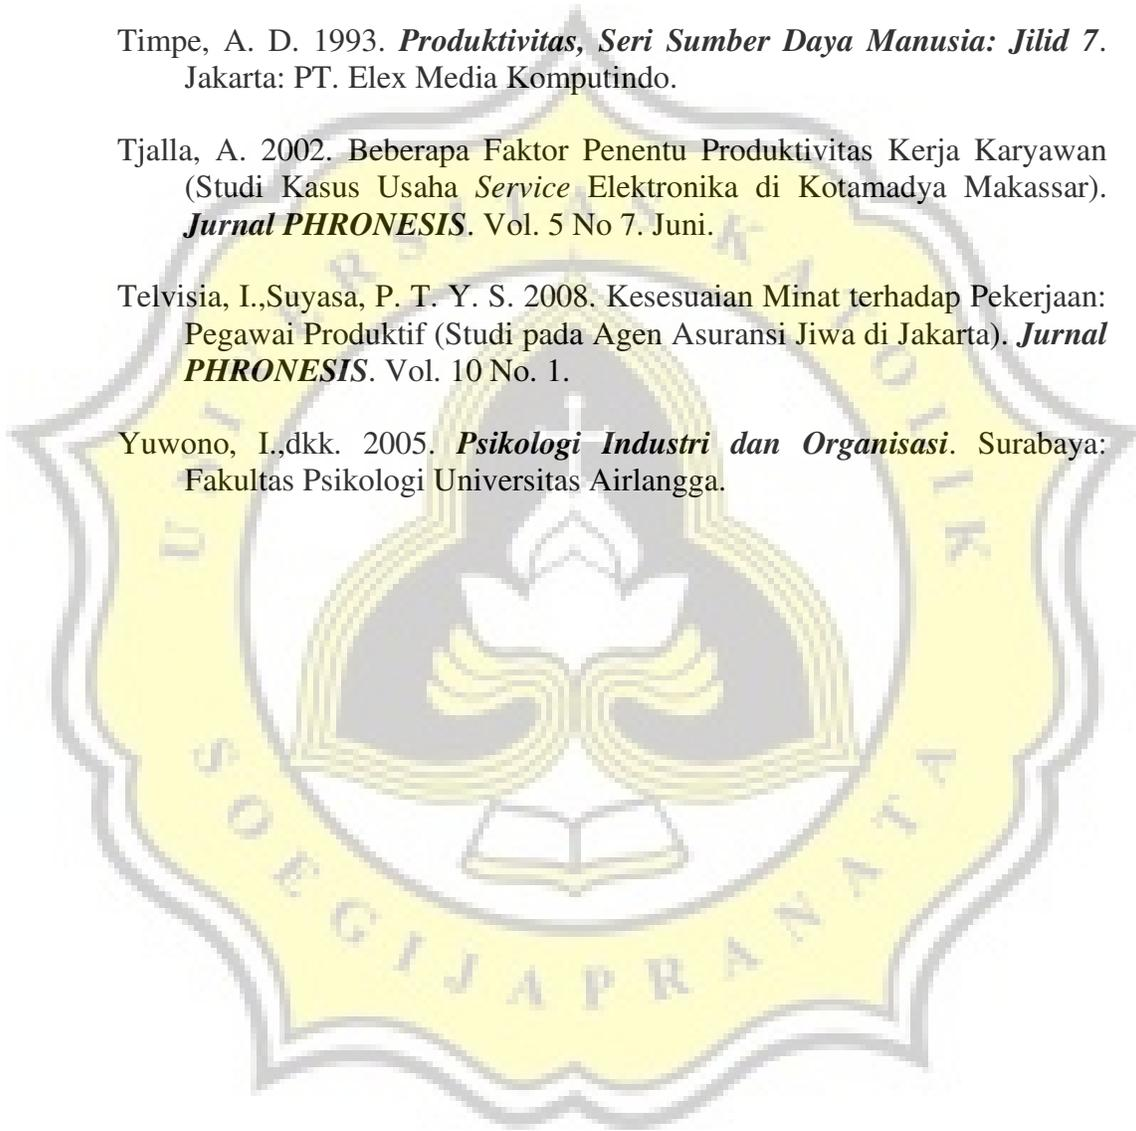 Timpe, A. D. 1993. Produktivitas, Seri Sumber Daya Manusia: Jilid 7.
Jakarta: PT. Elex Media Komputindo.
Tjalla, A. 2002. Beberapa Faktor Penentu Produktivitas Kerja Karyawan
(Studi Kasus Usaha Service Elektronika di Kotamadya Makassar).
Jurnal PHRONESIS. Vol. 5 No 7. Juni.
Telvisia, I.,Suyasa, P. T. Y. S. 2008. Kesesuaian Minat terhadap Pekerjaan:
Pegawai Produktif (Studi pada Agen Asuransi Jiwa di Jakarta). Jurnal
PHRONESIS. Vol. 10 No. 1.
Yuwono, I.,dkk. 2005. Psikologi Industri dan Organisasi. Surabaya:
Fakultas Psikologi Universitas Airlangga.
SOEGIJAPRANATA